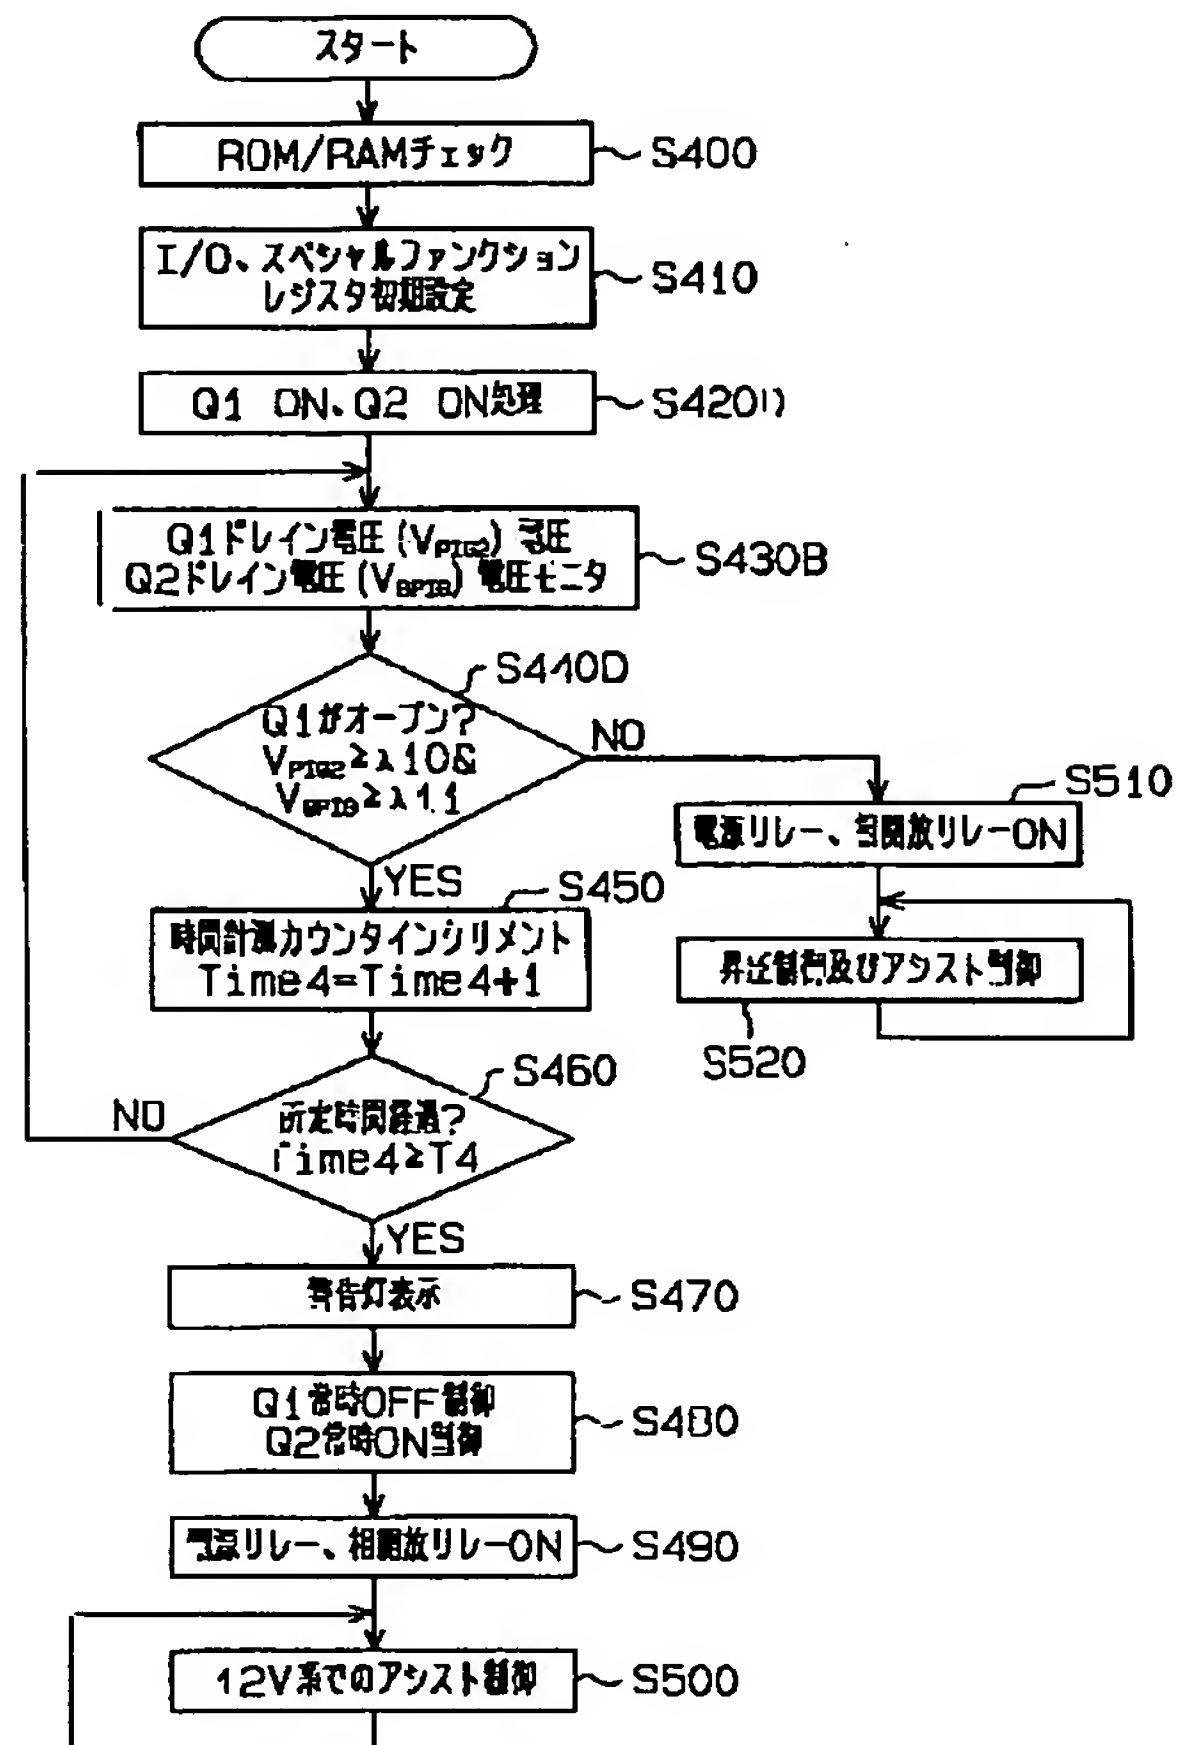 スタート
ROM/RAMチェック
S400
I/O、スペシャルファンクション
レジスタ初期設定
S410
Q1 ON、Q2 ON処理
S420D
Q1ドレイン電圧(VPIG2)電圧
Q2ドレイン電圧(VBPIG)電圧モニタ
S430B
S440D
Q1がオープン?
VPIG2≧λ10&
VBPIG≧λ11
NO
S510
電源リレー、相開放リレーON
YES
S450
時間計測カウンタインクリメント
Time4=Time4+1
昇圧制御及びアシスト制御
S520
S460
所定時間経過?
Time4≧T4
NO
YES
警告灯表示
S470
Q1常時OFF制御
Q2常時ON制御
S480
電源リレー、相開放リレーON
S490
12V系でのアシスト制御
S500